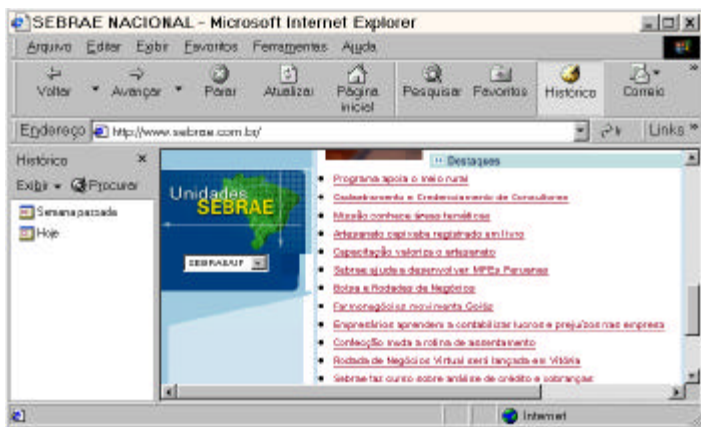 SEBRAE NACIONAL - Microsoft Internet Explorer
Arquivo Editar Exibir Favoritos Ferramentas Ajuda
Voltar Avançar Parar Atualizar Página inicial Pesquisar Favoritos Histórico Correio »
Endereço http://www.sebrae.com.br/ Ir Links »
Histórico ×
Exibir Procurar
Semana passada
Hoje
Unidades
SEBRAE
SEBRAE/UF
Destaques
Programa apoia o meio rural
Cadastramento e Credenciamento de Consultores
Missão conhece áreas temáticas
Artesanato capixaba registrado em livro
Capacitação valoriza o artesanato
Sebrae ajuda a desenvolver MPEs Peruanas
Bolsa e Rodadas de Negócios
Farmonegócios movimenta Goiás
Empresários aprendem a contabilizar lucros e prejuízos nas empresa
Confecção muda a rotina de assentamento
Rodada de Negócios Virtual será lançada em Vitória
Sebrae faz curso sobre análise de crédito e cobranças
Internet